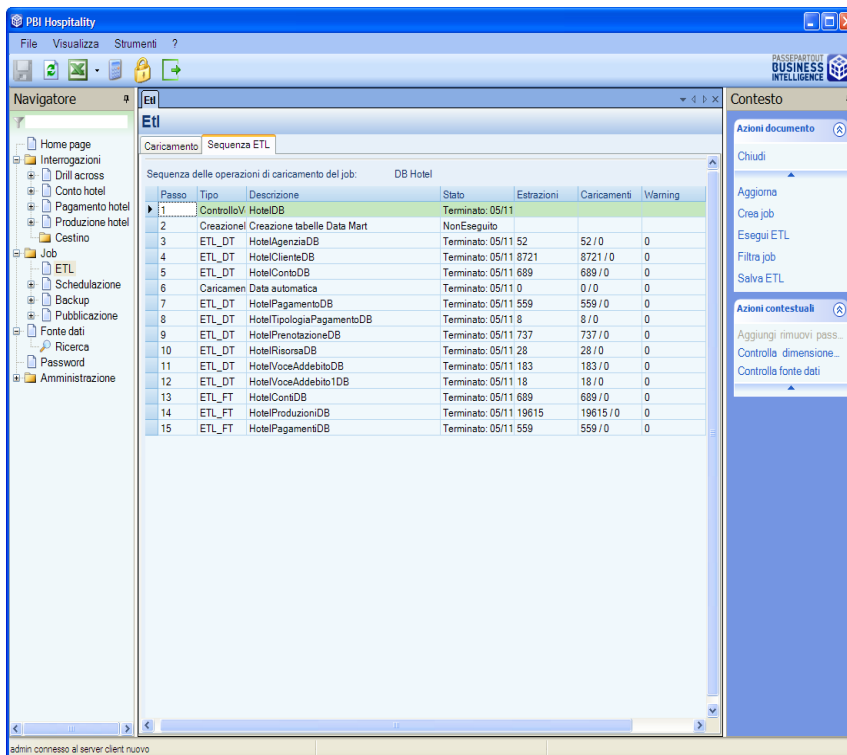 PBI Hospitality
File Visualizza Strumenti ?
PASSEPARTOUT
BUSINESS
INTELLIGENCE
Navigatore
Home page
Interrogazioni
Drill across
Conto hotel
Pagamento hotel
Produzione hotel
Cestino
Job
ETL
Schedulazione
Backup
Pubblicazione
Fonte dati
Ricerca
Password
Amministrazione
Etl
Etl
Caricamento Sequenza ETL
Sequenza delle operazioni di caricamento del job: DB Hotel
Passo Tipo Descrizione Stato Estrazioni Caricamenti Warning
1 ControlloV HotelDB Terminato: 05/11
2 Creazionel Creazione tabelle Data Mart NonEseguito
3 ETL_DT HotelAgenziaDB Terminato: 05/11 52 52 / 0 0
4 ETL_DT HotelClienteDB Terminato: 05/11 8721 8721 / 0 0
5 ETL_DT HotelContoDB Terminato: 05/11 689 689 / 0 0
6 Caricamen Data automatica Terminato: 05/11 0 0 / 0 0
7 ETL_DT HotelPagamentoDB Terminato: 05/11 559 559 / 0 0
8 ETL_DT HotelTipologiaPagamentoDB Terminato: 05/11 8 8 / 0 0
9 ETL_DT HotelPrenotazioneDB Terminato: 05/11 737 737 / 0 0
10 ETL_DT HotelRisorsaDB Terminato: 05/11 28 28 / 0 0
11 ETL_DT HotelVoceAddebitoDB Terminato: 05/11 183 183 / 0 0
12 ETL_DT HotelVoceAddebito1DB Terminato: 05/11 18 18 / 0 0
13 ETL_FT HotelContiDB Terminato: 05/11 689 689 / 0 0
14 ETL_FT HotelProduzioniDB Terminato: 05/11 19615 19615 / 0 0
15 ETL_FT HotelPagamentiDB Terminato: 05/11 559 559 / 0 0
Contesto
Azioni documento
Chiudi
Aggiorna
Crea job
Esegui ETL
Filtra job
Salva ETL
Azioni contestuali
Aggiungi rimuovi pass...
Controlla dimensione...
Controlla fonte dati
admin connesso al server client nuovo